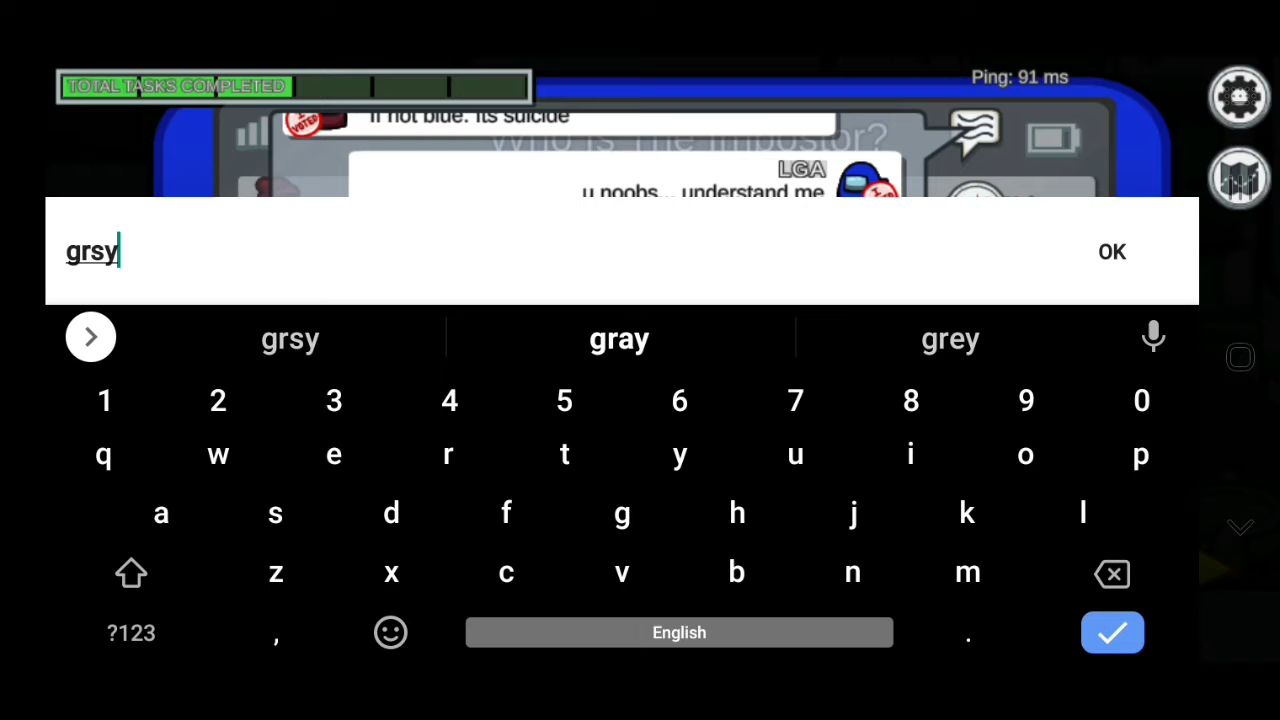 TOTAL TASKS COMPLETED
Ping: 91 ms
VOTED
If not blue. Its suicide
Who Is The Impostor?
LGA
u noobs... understand me
grsy
OK
grsy gray grey
1 2 3 4 5 6 7 8 9 0
q w e r t y u i o p
a s d f g h j k l
z x c v b n m
?123 , English .